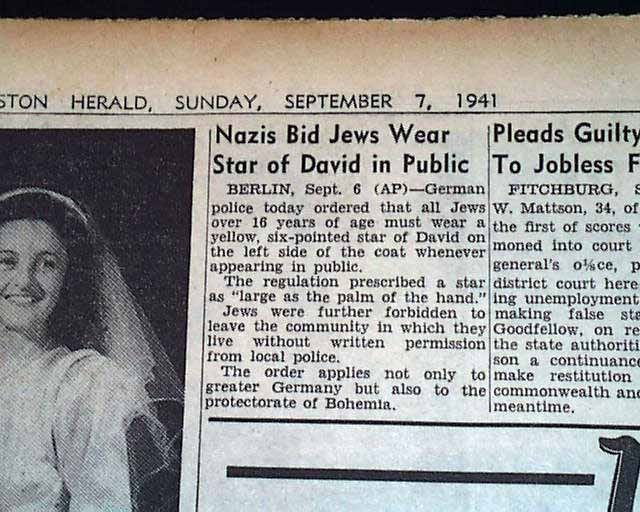 STON HERALD, SUNDAY, SEPTEMBER 7, 1941
Nazis Bid Jews Wear
Star of David in Public
BERLIN, Sept. 6 (AP)—German
police today ordered that all Jews
over 16 years of age must wear a
yellow, six-pointed star of David on
the left side of the coat whenever
appearing in public.
The regulation prescribed a star
as "large as the palm of the hand."
Jews were further forbidden to
leave the community in which they
live without written permission
from local police.
The order applies not only to
greater Germany but also to the
protectorate of Bohemia.
Pleads Guilty
To Jobless F
FITCHBURG, S
W. Mattson, 34, of
the first of scores
moned into court
general's office, p
district court here
ing unemployment
making false sta
Goodfellow, on re
the state authoriti
son a continuance
make restitution
commonwealth and
meantime.